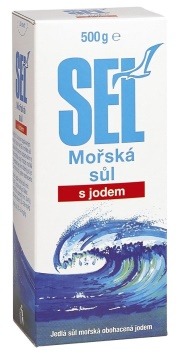 500g e
SEL
Mořská
sůl
s jodem
Jedlá sůl mořská obohacená jodem